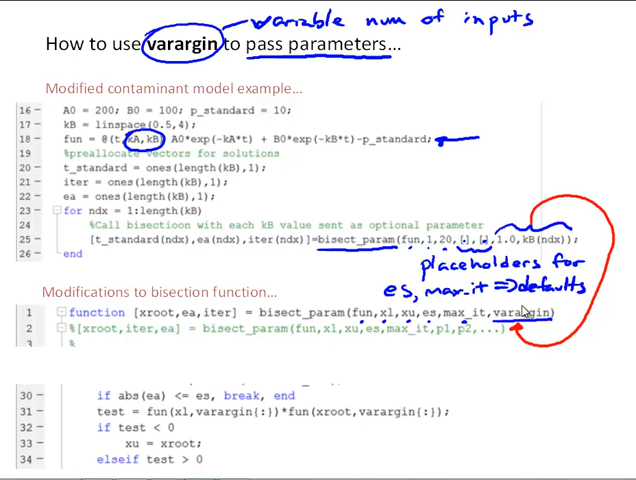 variable num of inputs
How to use varargin to pass parameters...
Modified contaminant model example...
16 - A0 = 200; B0 = 100; p_standard = 10;
17 - kB = linspace(0.5,4);
18 - fun = @(t,kA,kB) A0*exp(-kA*t) + B0*exp(-kB*t)-p_standard;
19 %preallocate vectors for solutions
20 - t_standard = ones(length(kB),1);
21 - iter = ones(length(kB),1);
22 - ea = ones(length(kB),1);
23 - for ndx = 1:length(kB)
24 %Call bisectioon with each kB value sent as optional parameter
25 - [t_standard(ndx),ea(ndx),iter(ndx)]=bisect_param(fun,1,20,[],[],1.0,kB(ndx));
26 - end
placeholders for
es, max_it => defaults
Modifications to bisection function...
1 function [xroot,ea,iter] = bisect_param(fun,xl,xu,es,max_it,varargin)
2 %[xroot,iter,ea] = bisect_param(fun,xl,xu,es,max_it,p1,p2,...)
3 %
30 - if abs(ea) <= es, break, end
31 - test = fun(xl,varargin{:})*fun(xroot,varargin{:});
32 - if test < 0
33 - xu = xroot;
34 - elseif test > 0